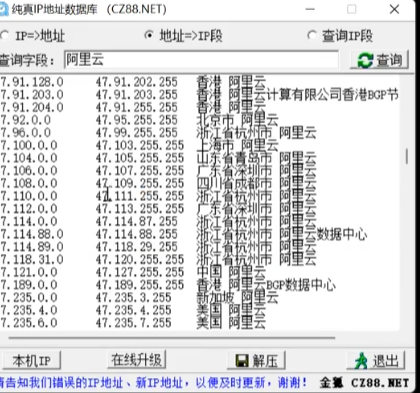 纯真IP地址数据库 (CZ88.NET)
IP=>地址 地址=>IP段 查询IP段
查询字段: 阿里云 查询
7.91.128.0 47.91.202.255 香港 阿里云
7.91.203.0 47.91.203.255 香港 阿里云计算有限公司香港BGP节
7.91.204.0 47.91.255.255 香港 阿里云
7.92.0.0 47.95.255.255 北京市 阿里云
7.96.0.0 47.99.255.255 浙江省杭州市 阿里云
7.100.0.0 47.103.255.255 上海市 阿里云
7.104.0.0 47.105.255.255 山东省青岛市 阿里云
7.106.0.0 47.107.255.255 广东省深圳市 阿里云
7.108.0.0 47.109.255.255 四川省成都市 阿里云
7.110.0.0 47.111.255.255 浙江省杭州市 阿里云
7.112.0.0 47.113.255.255 广东省深圳市 阿里云
7.114.0.0 47.114.87.255 浙江省杭州市 阿里云
7.114.88.0 47.114.88.255 浙江省杭州市 阿里云数据中心
7.114.89.0 47.118.29.255 浙江省杭州市 阿里云
7.118.31.0 47.120.255.255 浙江省杭州市 阿里云
7.121.0.0 47.127.255.255 中国 阿里云
7.189.0.0 47.189.255.255 香港 阿里云BGP数据中心
7.235.0.0 47.235.3.255 新加坡 阿里云
7.235.4.0 47.235.5.255 美国 阿里云
7.235.6.0 47.235.7.255 美国 阿里云
本机IP 在线升级 解压 退出
请告知我们错误的IP地址、新IP地址,以便及时更新,谢谢! 金狐 CZ88.NET